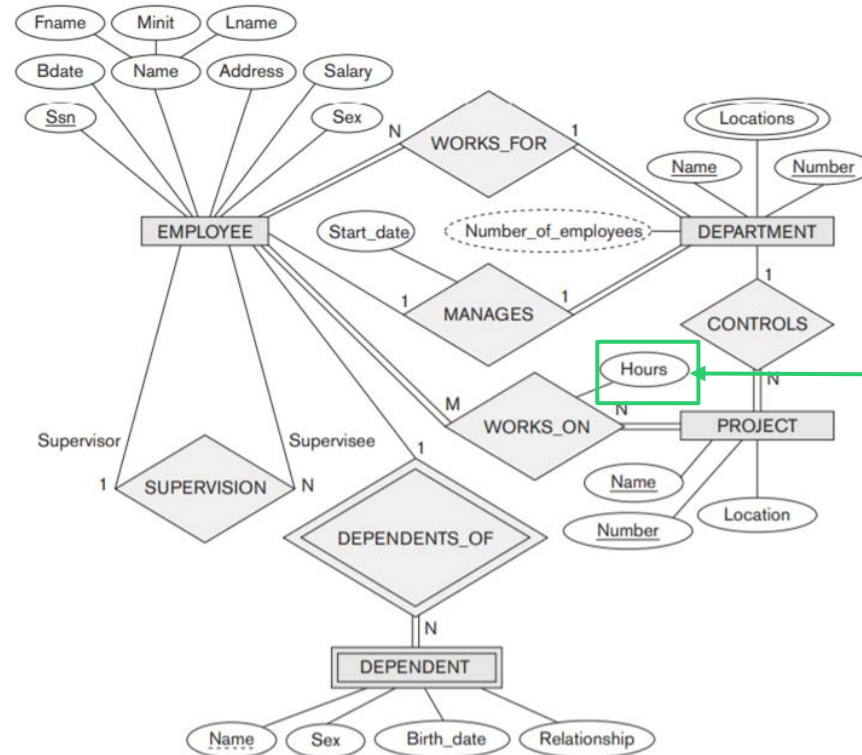 Fname Minit Lname
Bdate Name Address Salary
Ssn Sex
N 1
WORKS_FOR
Locations
Name Number
EMPLOYEE Start_date Number_of_employees DEPARTMENT
1 1
MANAGES
1
CONTROLS
N
Hours
M
WORKS_ON
N
PROJECT
Supervisor Supervisee
1 SUPERVISION N
1
Name
Number Location
DEPENDENTS_OF
N
DEPENDENT
Name Sex Birth_date Relationship